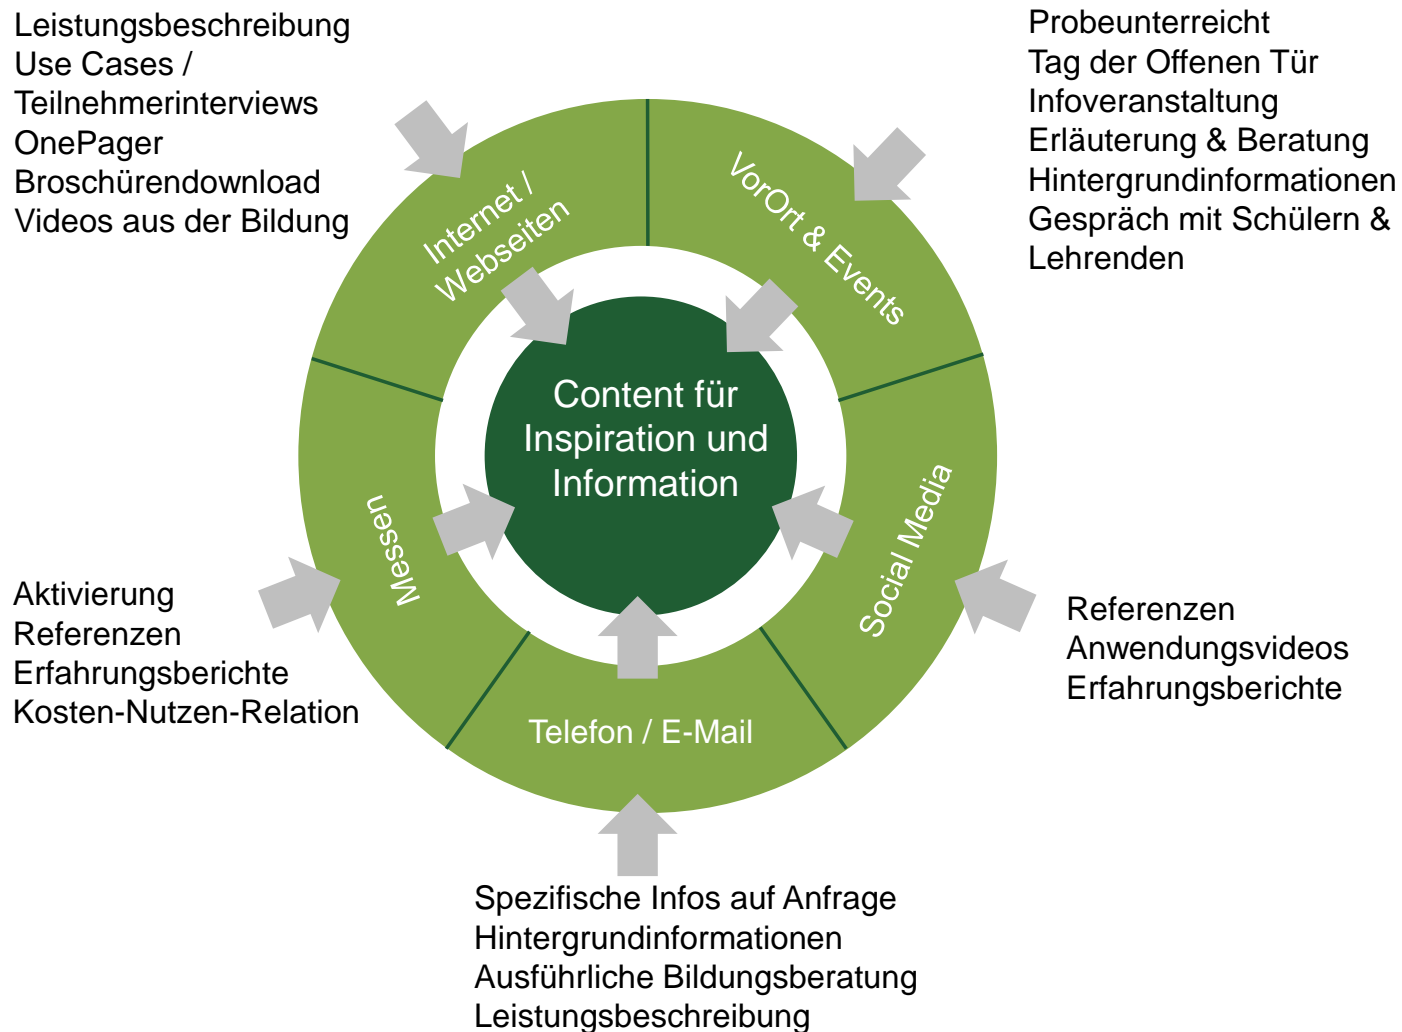 Leistungsbeschreibung
Use Cases /
Teilnehmerinterviews
OnePager
Broschürendownload
Videos aus der Bildung
Probeunterreicht
Tag der Offenen Tür
Infoveranstaltung
Erläuterung & Beratung
Hintergrundinformationen
Gespräch mit Schülern &
Lehrenden
Internet /
Webseiten
VorOrt & Events
Content für
Inspiration und
Information
Messen
Social Media
Telefon / E-Mail
Aktivierung
Referenzen
Erfahrungsberichte
Kosten-Nutzen-Relation
Referenzen
Anwendungsvideos
Erfahrungsberichte
Spezifische Infos auf Anfrage
Hintergrundinformationen
Ausführliche Bildungsberatung
Leistungsbeschreibung